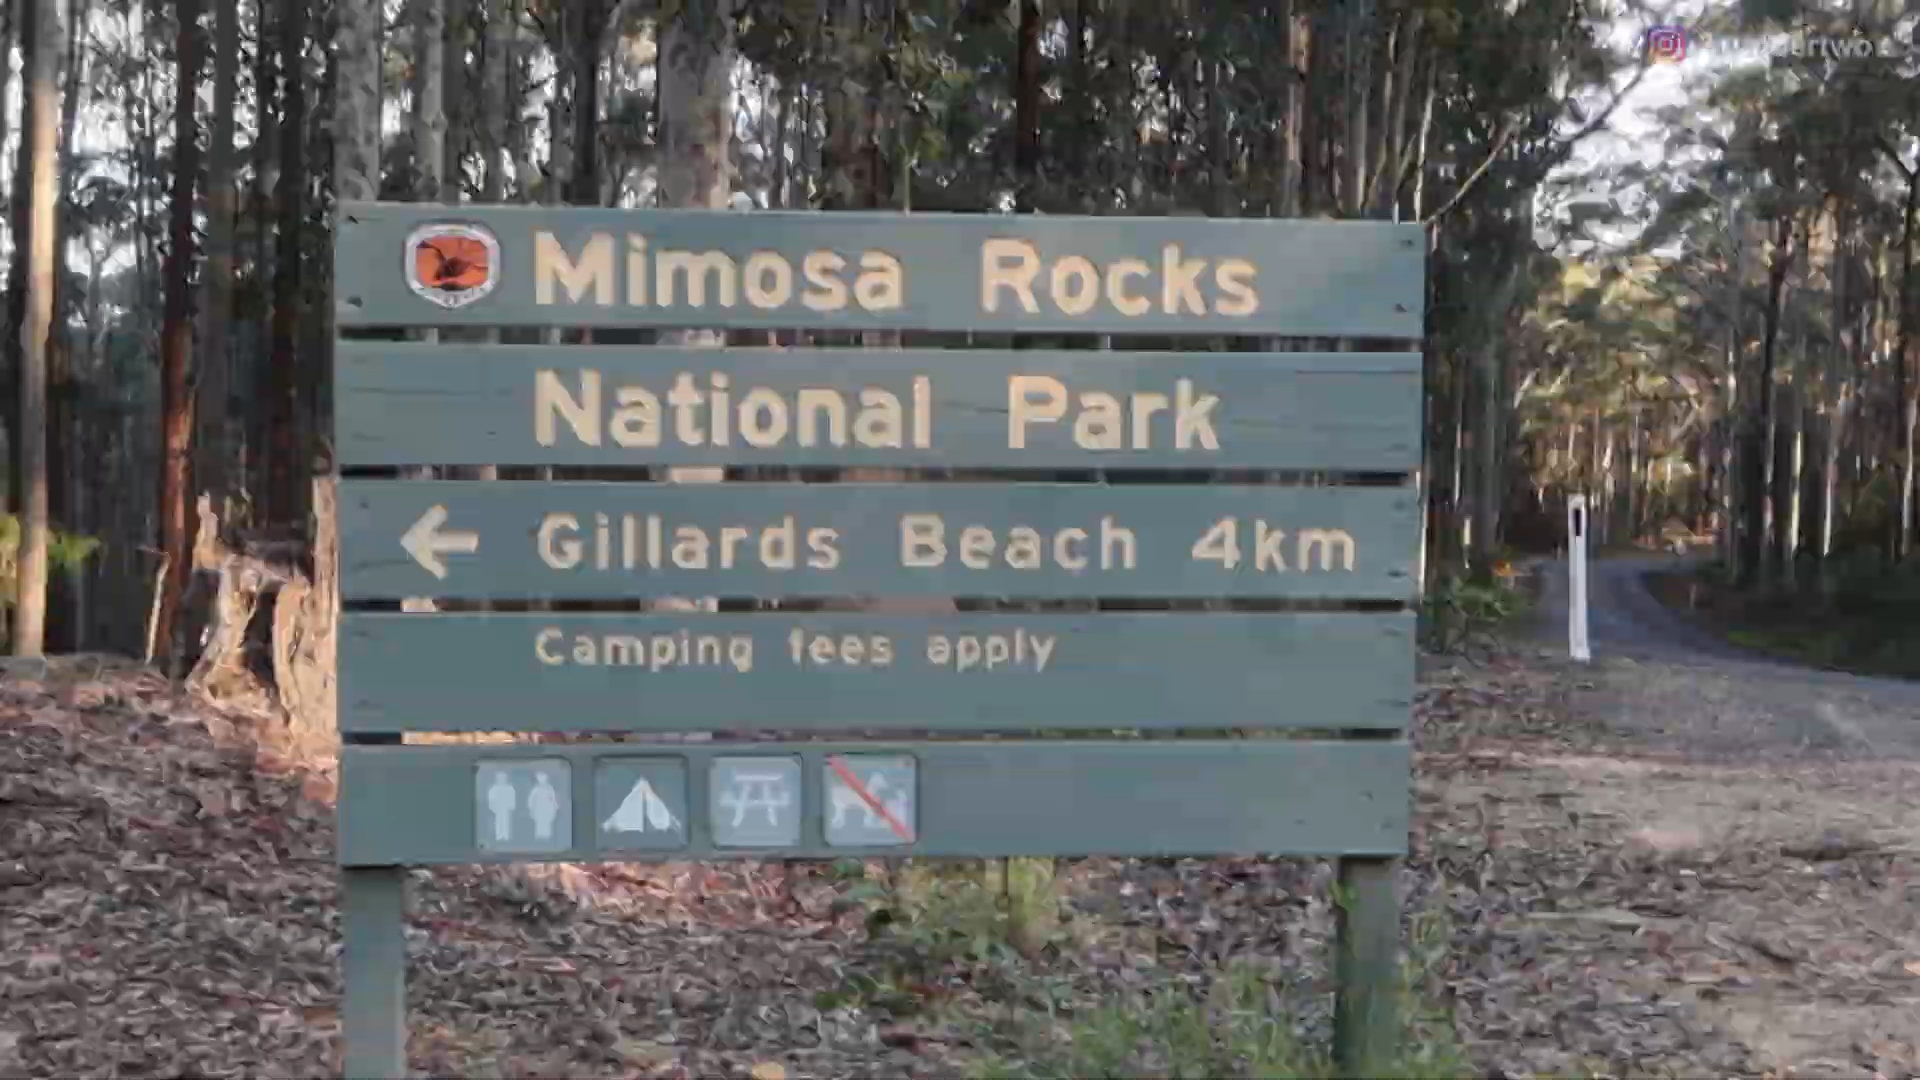 Mimosa Rocks
National Park
← Gillards Beach 4km
Camping fees apply